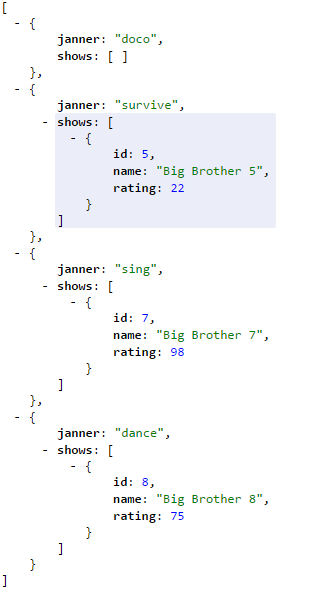 [
- {
janner: "doco",
shows: [ ]
},
- {
janner: "survive",
- shows: [
- {
id: 5,
name: "Big Brother 5",
rating: 22
}
]
},
- {
janner: "sing",
- shows: [
- {
id: 7,
name: "Big Brother 7",
rating: 98
}
]
},
- {
janner: "dance",
- shows: [
- {
id: 8,
name: "Big Brother 8",
rating: 75
}
]
}
]